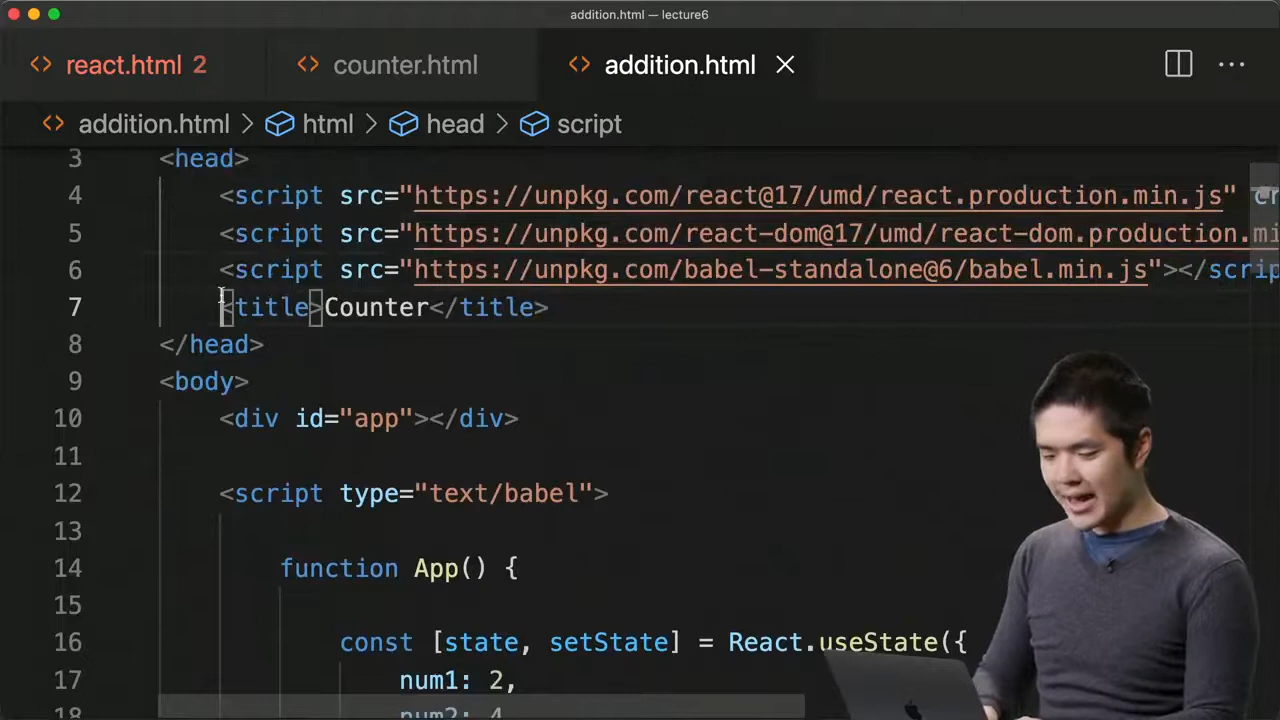 addition.html — lecture6
react.html 2 counter.html addition.html
addition.html > html > head > script
3 <head>
4 <script src="https://unpkg.com/react@17/umd/react.production.min.js"
5 <script src="https://unpkg.com/react-dom@17/umd/react-dom.production.mi
6 <script src="https://unpkg.com/babel-standalone@6/babel.min.js"></scrip
7 <title>Counter</title>
8 </head>
9 <body>
10 <div id="app"></div>
11
12 <script type="text/babel">
13
14 function App() {
15
16 const [state, setState] = React.useState({
17 num1: 2,
18 num2: 4